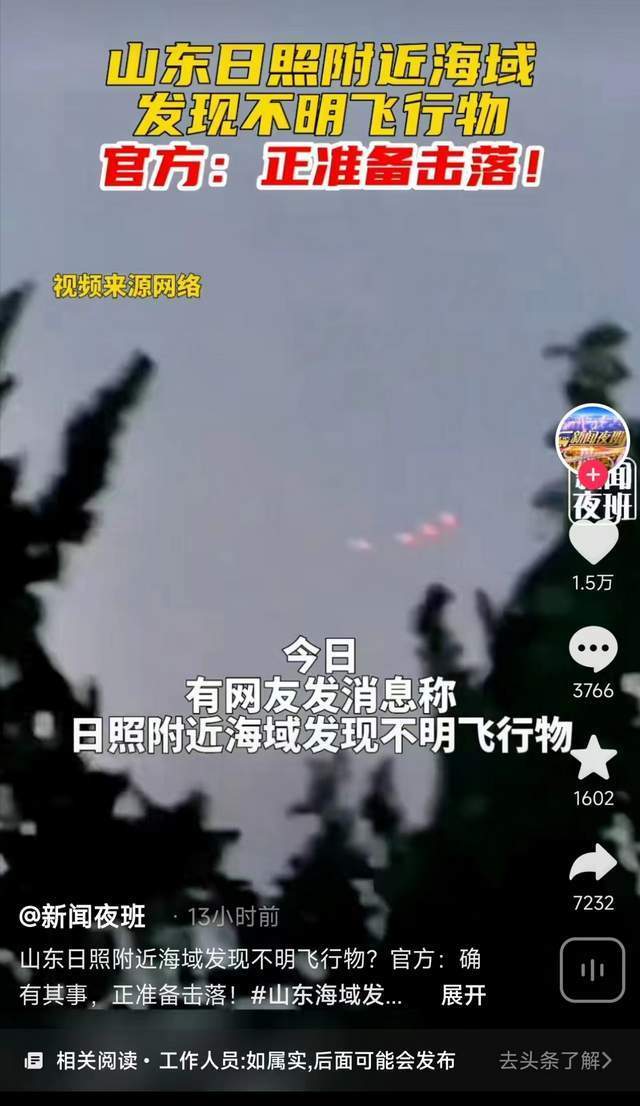 山东日照附近海域
发现不明飞行物
官方：正准备击落！
视频来源网络
新闻夜班
新闻
夜班
1.5万
3766
今日
有网友发消息称
日照附近海域发现不明飞行物
1602
7232
@新闻夜班 · 13小时前
山东日照附近海域发现不明飞行物？官方：确
有其事，正准备击落！#山东海域发... 展开
相关阅读·工作人员:如属实,后面可能会发布 去头条了解>